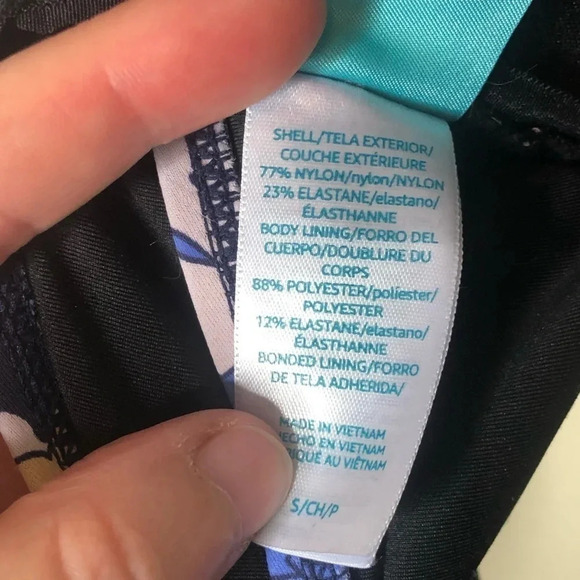 SHELL/TELA EXTERIOR/
COUCHE EXTÉRIEURE
77% NYLON/nylon/NYLON
23% ELASTANE/elastano/
ÉLASTHANNE
BODY LINING/FORRO DEL
CUERPO/DOUBLURE DU
CORPS
88% POLYESTER/poliéster/
POLYESTER
12% ELASTANE/elastano/
ÉLASTHANNE
BONDED LINING/FORRO
DE TELA ADHERIDA/
MADE IN VIETNAM
HECHO EN VIETNAM
AU VIÊTNAM
S/CH/P